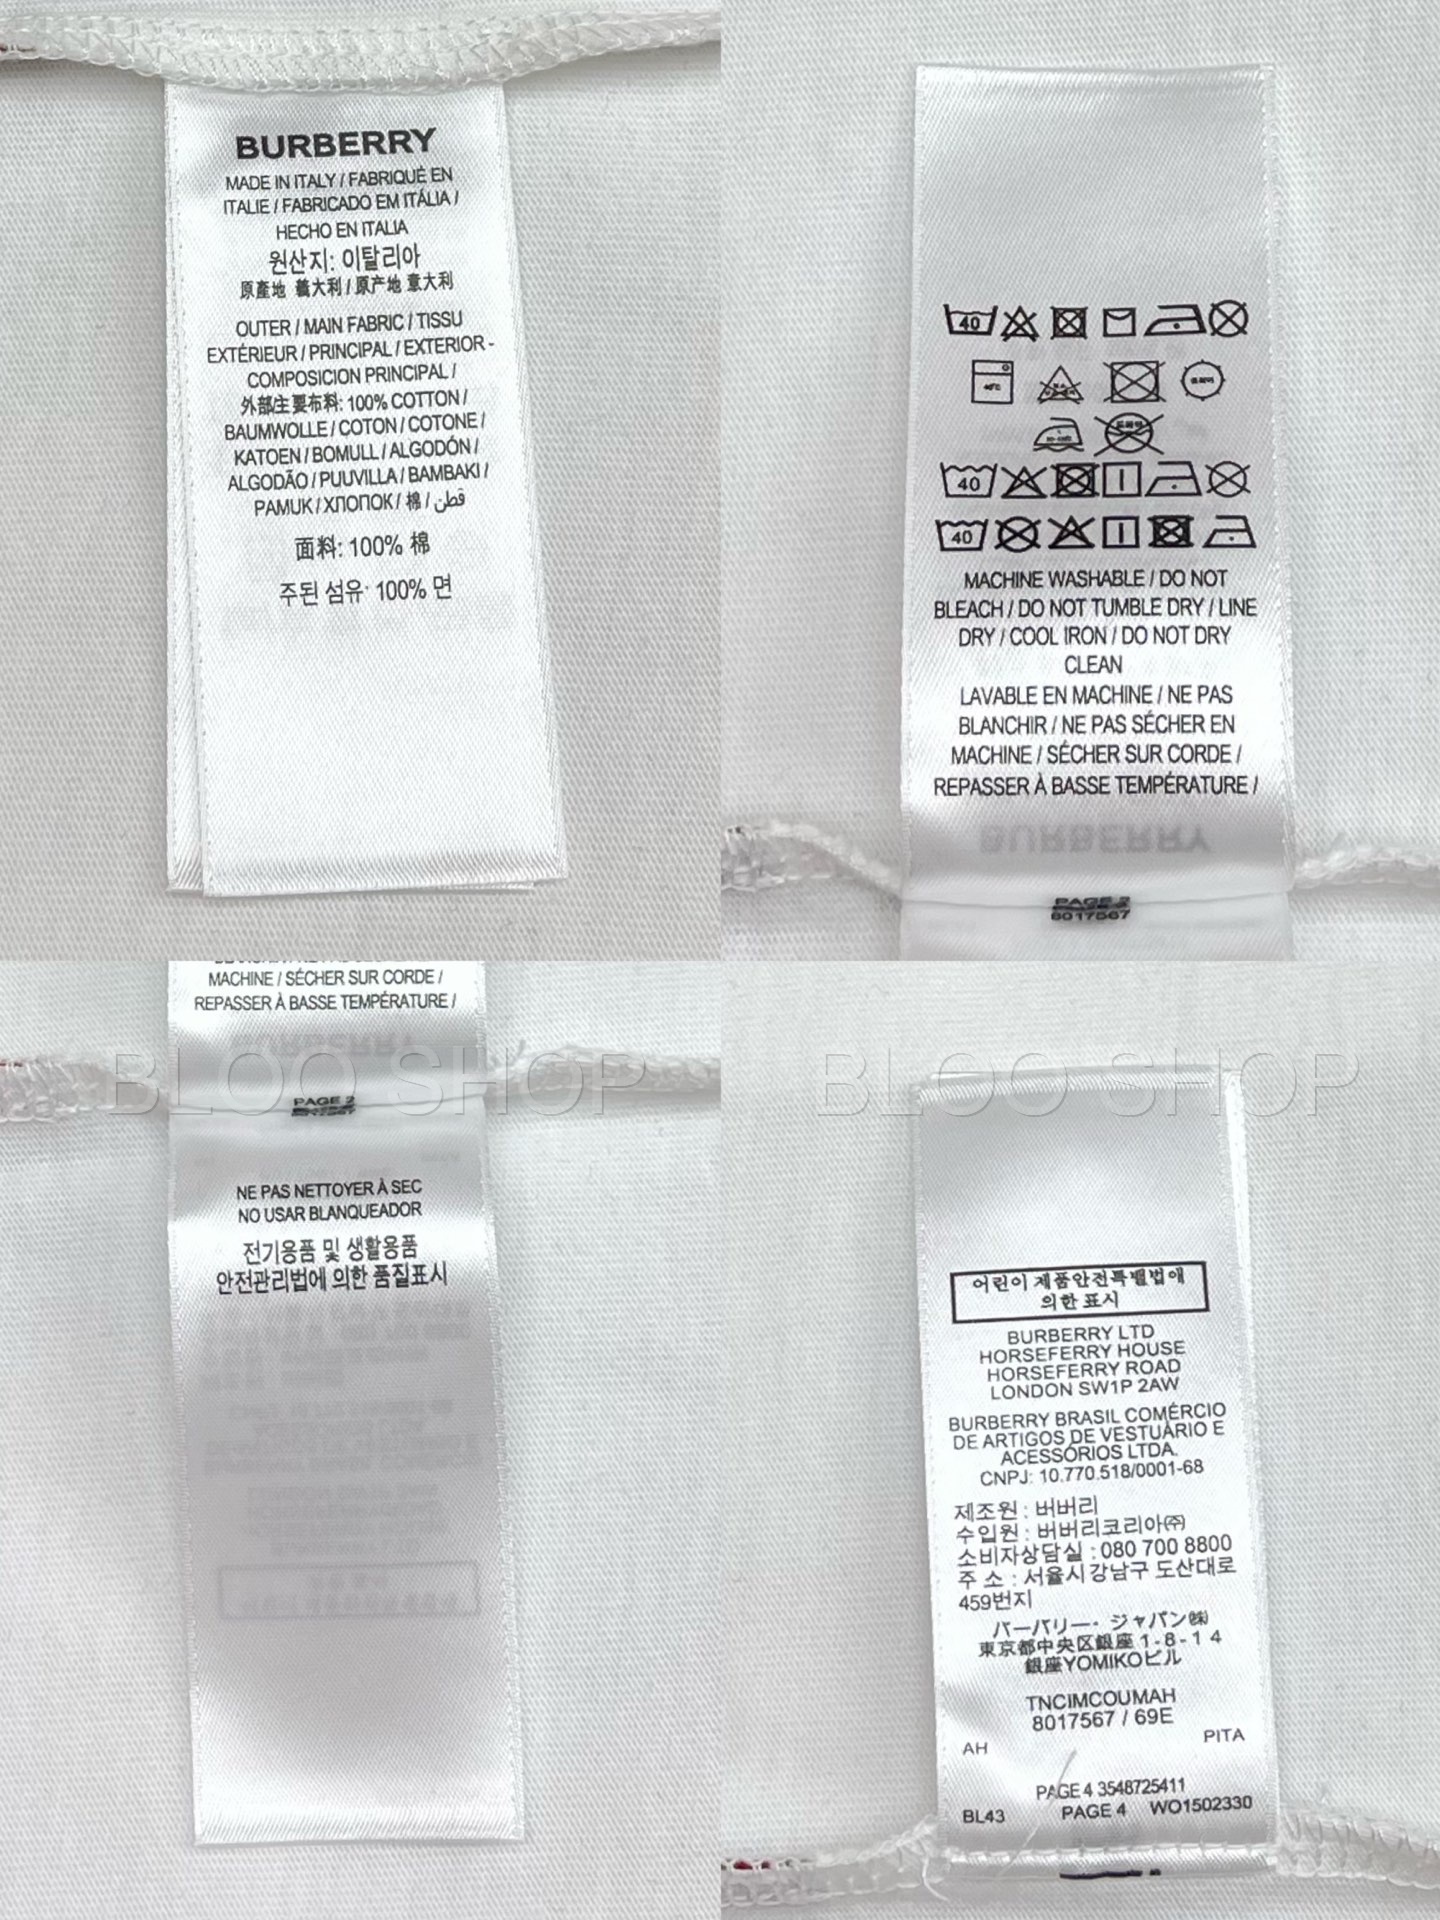 BURBERRY
MADE IN ITALY / FABRIQUÉ EN
ITALIE / FABRICADO EM ITÁLIA /
HECHO EN ITALIA
원산지: 이탈리아
原產地 義大利 / 原产地 意大利
OUTER / MAIN FABRIC / TISSU
EXTÉRIEUR / PRINCIPAL / EXTERIOR -
COMPOSICION PRINCIPAL /
外部/主要布料: 100% COTTON /
BAUMWOLLE / COTON / COTONE /
KATOEN / BOMULL / ALGODÓN /
ALGODÃO / PUUVILLA / BAMBAKI /
PAMUK / ХЛОПОК / 棉 / قطن
面料: 100% 棉
주된 섬유: 100% 면
40
40
40
MACHINE WASHABLE / DO NOT
BLEACH / DO NOT TUMBLE DRY / LINE
DRY / COOL IRON / DO NOT DRY
CLEAN
LAVABLE EN MACHINE / NE PAS
BLANCHIR / NE PAS SÉCHER EN
MACHINE / SÉCHER SUR CORDE /
REPASSER À BASSE TEMPÉRATURE /
PAGE 2
8017567
MACHINE / SÉCHER SUR CORDE /
REPASSER À BASSE TEMPÉRATURE /
BLOO SHOP
PAGE 2
8017567
NE PAS NETTOYER À SEC
NO USAR BLANQUEADOR
전기용품 및 생활용품
안전관리법에 의한 품질표시
BLOO SHOP
어린이 제품안전특별법에
의한 표시
BURBERRY LTD
HORSEFERRY HOUSE
HORSEFERRY ROAD
LONDON SW1P 2AW
BURBERRY BRASIL COMÉRCIO
DE ARTIGOS DE VESTUÁRIO E
ACESSÓRIOS LTDA.
CNPJ: 10.770.518/0001-68
제조원 : 버버리
수입원 : 버버리코리아㈜
소비자상담실 : 080 700 8800
주 소 : 서울시 강남구 도산대로
459번지
バーバリー・ジャパン㈱
東京都中央区銀座 1 - 8 - 1 4
銀座YOMIKOビル
TNCIMCOUMAH
8017567 / 69E
AH PITA
PAGE 4 3548725411
BL43 PAGE 4 WO1502330